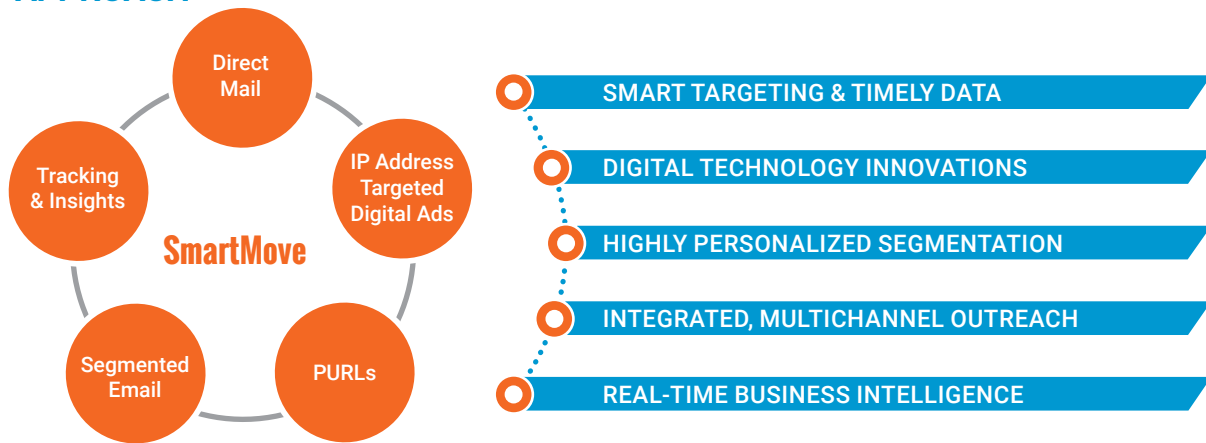 Direct
Mail
IP Address
Targeted
Digital Ads
PURLs
Segmented
Email
Tracking
& Insights
SmartMove
SMART TARGETING & TIMELY DATA
DIGITAL TECHNOLOGY INNOVATIONS
HIGHLY PERSONALIZED SEGMENTATION
INTEGRATED, MULTICHANNEL OUTREACH
REAL-TIME BUSINESS INTELLIGENCE